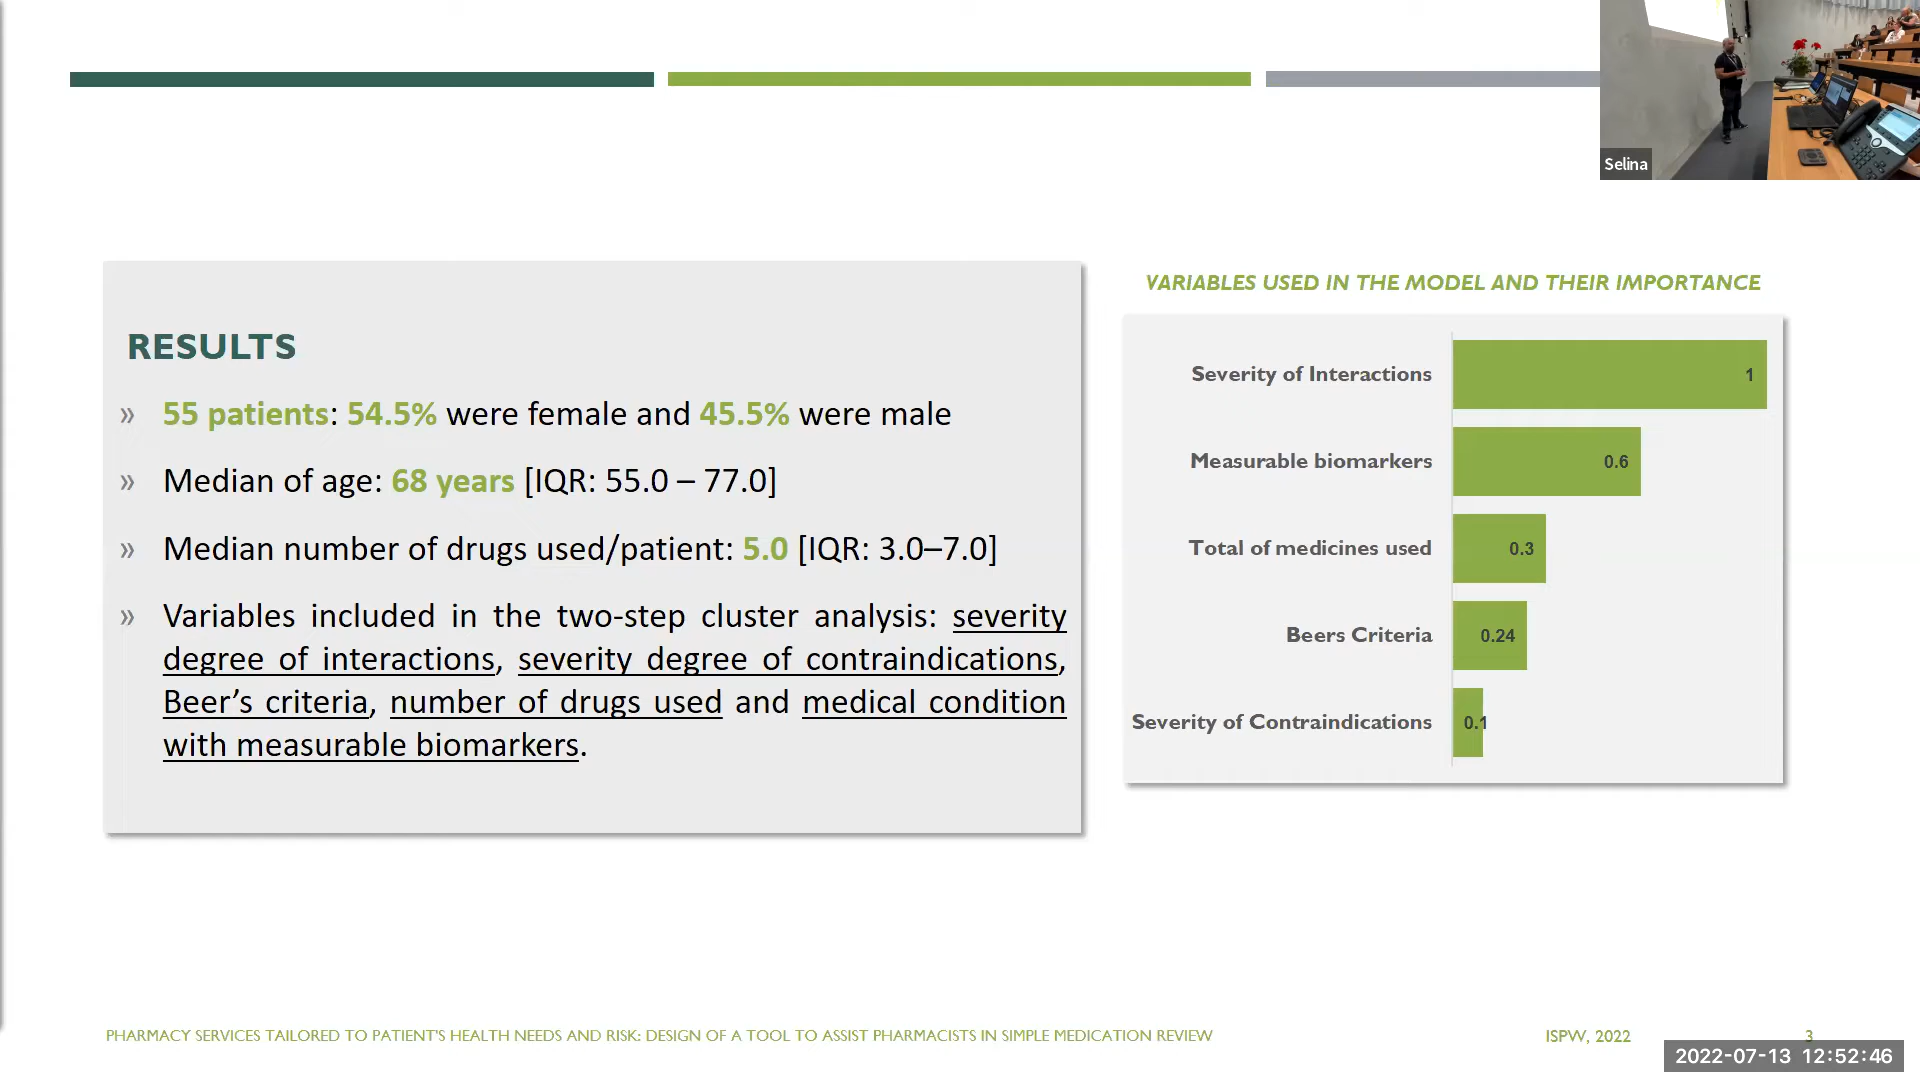 Selina
RESULTS
» 55 patients: 54.5% were female and 45.5% were male
» Median of age: 68 years [IQR: 55.0 – 77.0]
» Median number of drugs used/patient: 5.0 [IQR: 3.0–7.0]
» Variables included in the two-step cluster analysis: severity
degree of interactions, severity degree of contraindications,
Beer’s criteria, number of drugs used and medical condition
with measurable biomarkers.
VARIABLES USED IN THE MODEL AND THEIR IMPORTANCE
Severity of Interactions 1
Measurable biomarkers 0.6
Total of medicines used 0.3
Beers Criteria 0.24
Severity of Contraindications 0.1
PHARMACY SERVICES TAILORED TO PATIENT'S HEALTH NEEDS AND RISK: DESIGN OF A TOOL TO ASSIST PHARMACISTS IN SIMPLE MEDICATION REVIEW
ISPW, 2022
3
2022-07-13 12:52:46